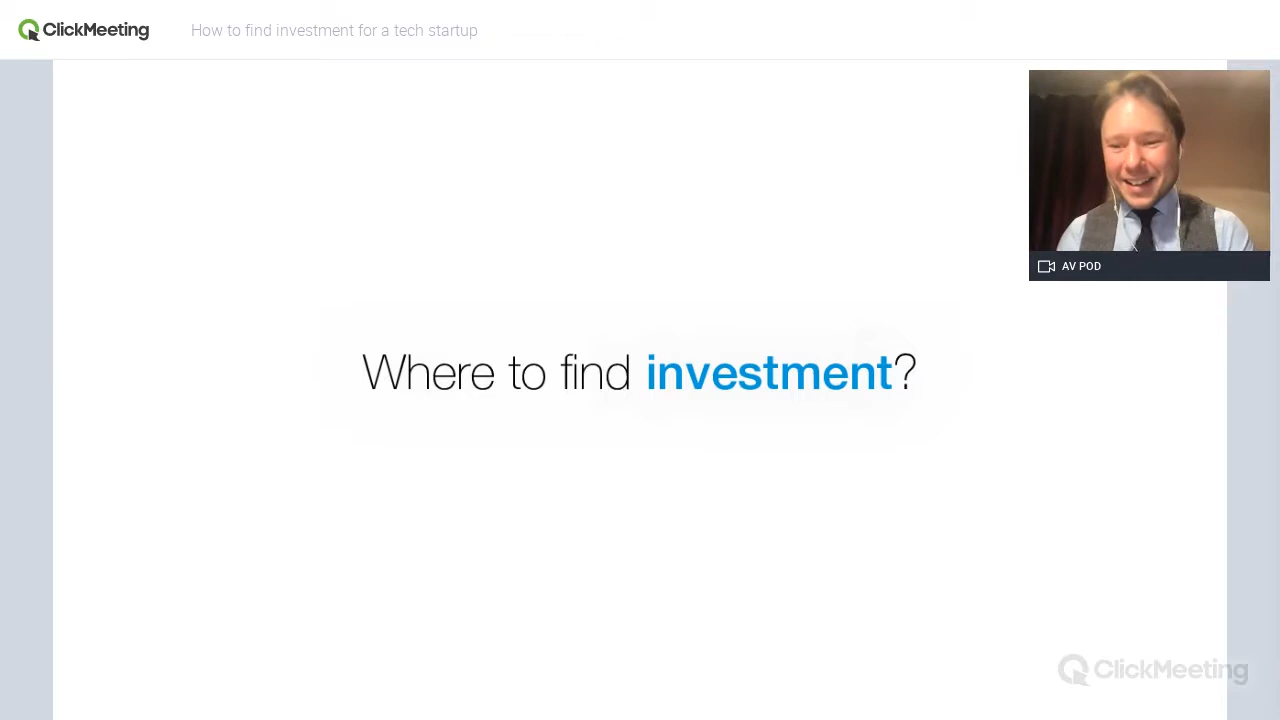 ClickMeeting
How to find investment for a tech startup
AV POD
Where to find investment?
ClickMeeting